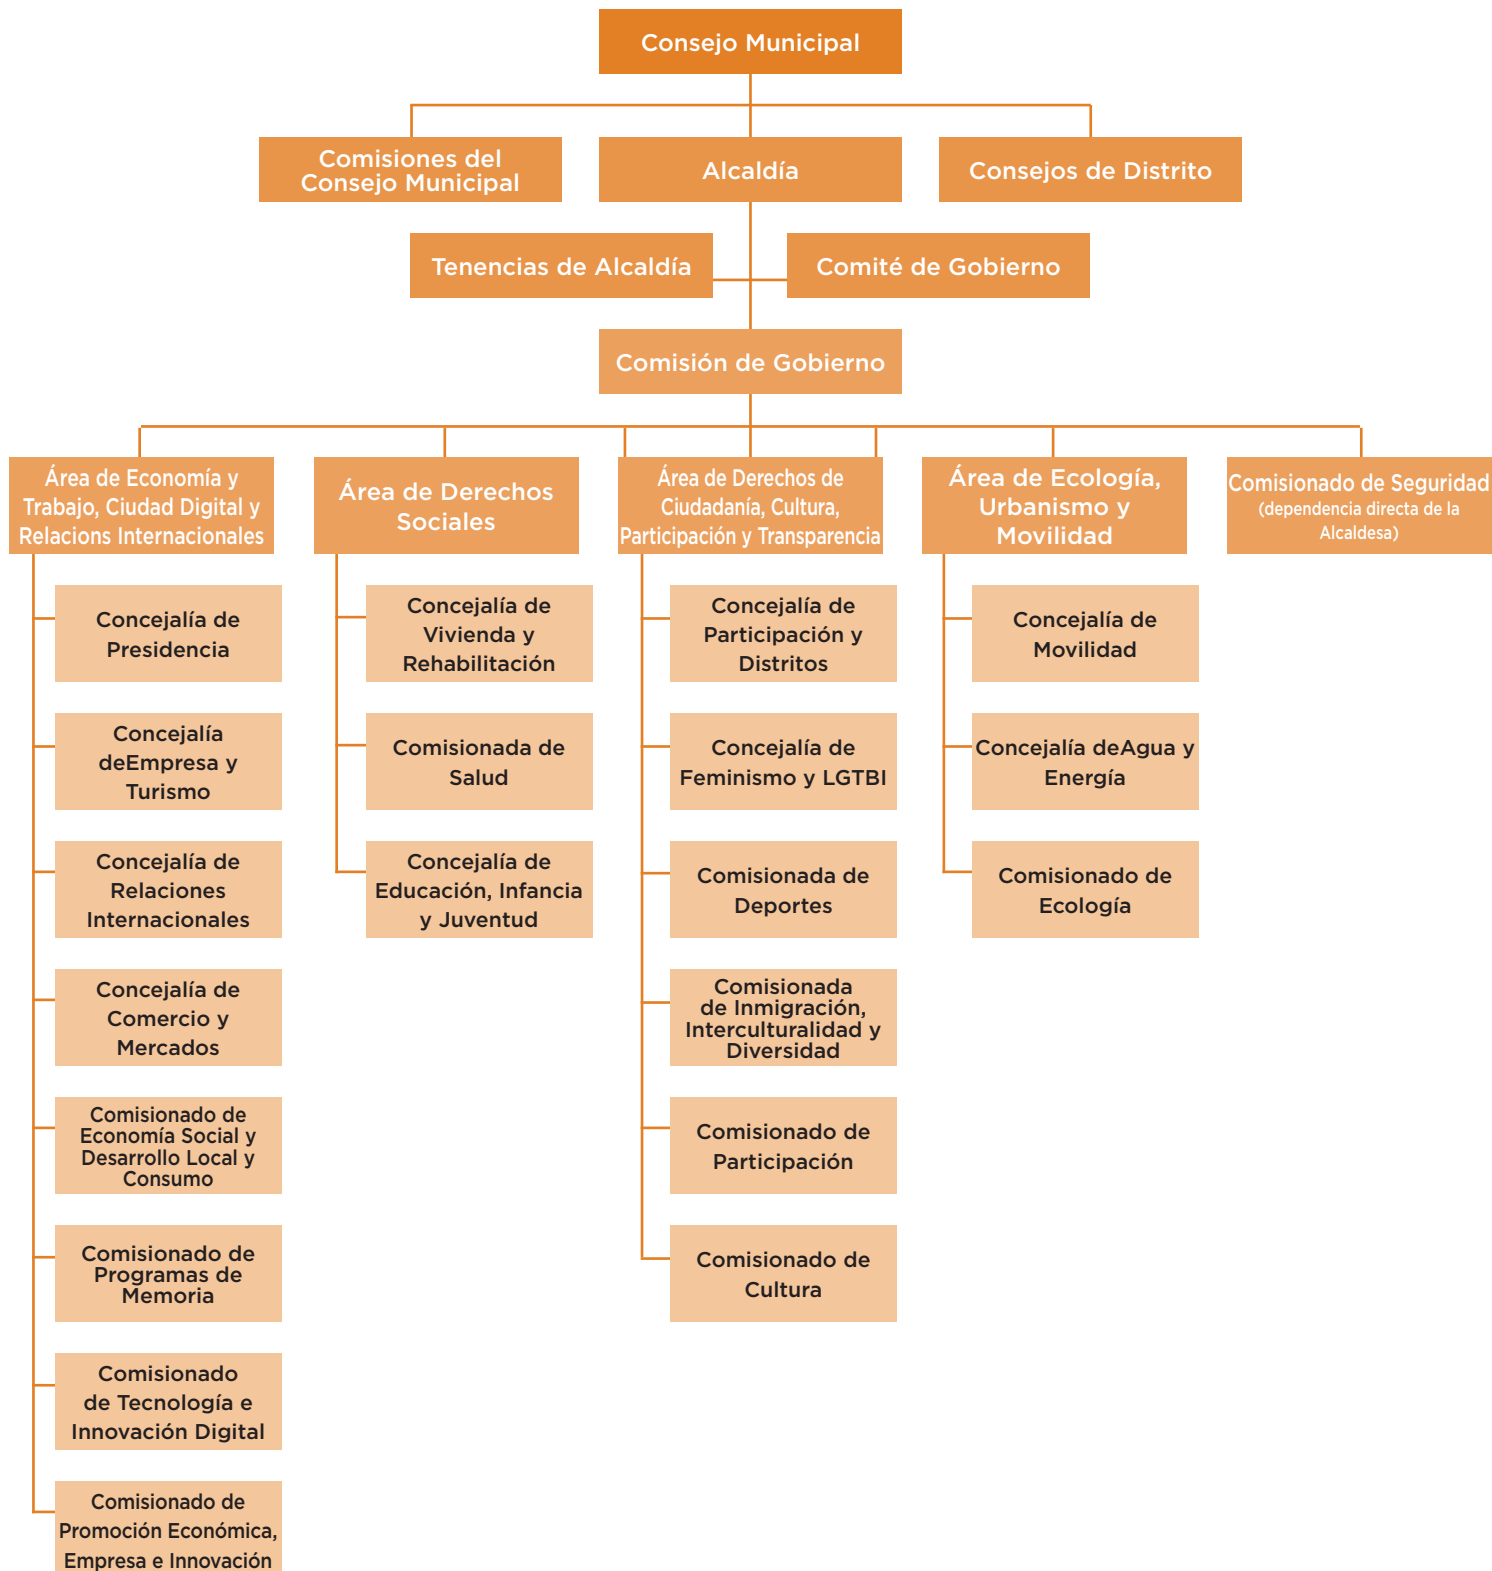 Consejo Municipal
Comisiones del
Consejo Municipal
Alcaldía
Consejos de Distrito
Tenencias de Alcaldía
Comité de Gobierno
Comisión de Gobierno
Área de Economía y
Trabajo, Ciudad Digital y
Relacions Internacionales
Área de Derechos
Sociales
Área de Derechos de
Ciudadanía, Cultura,
Participación y Transparencia
Área de Ecología,
Urbanismo y
Movilidad
Comisionado de Seguridad
(dependencia directa de la
Alcaldesa)
Concejalía de
Presidencia
Concejalía
deEmpresa y
Turismo
Concejalía de
Relaciones
Internacionales
Concejalía de
Comercio y
Mercados
Comisionado de
Economía Social y
Desarrollo Local y
Consumo
Comisionado de
Programas de
Memoria
Comisionado
de Tecnología e
Innovación Digital
Comisionado de
Promoción Económica,
Empresa e Innovación
Concejalía de
Vivienda y
Rehabilitación
Comisionada de
Salud
Concejalía de
Educación, Infancia
y Juventud
Concejalía de
Participación y
Distritos
Concejalía de
Feminismo y LGTBI
Comisionada de
Deportes
Comisionada
de Inmigración,
Interculturalidad y
Diversidad
Comisionado de
Participación
Comisionado de
Cultura
Concejalía de
Movilidad
Concejalía deAgua y
Energía
Comisionado de
Ecología